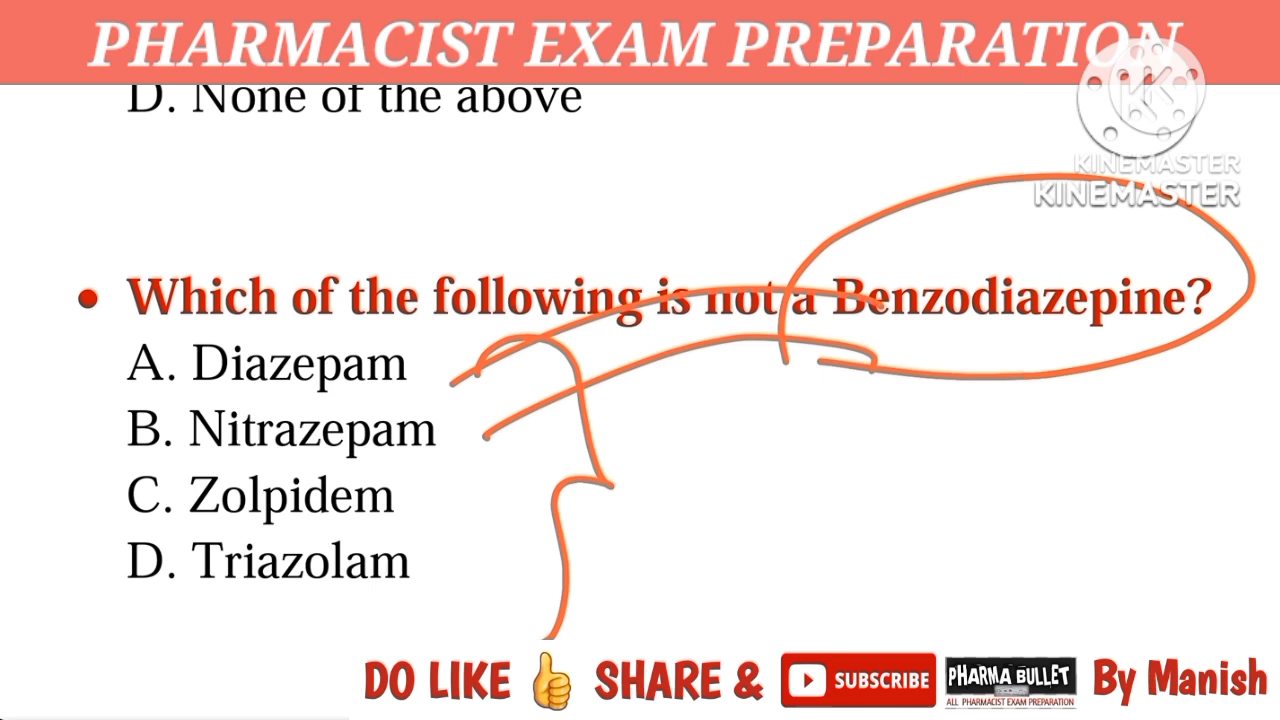 PHARMACIST EXAM PREPARATION
D. None of the above
KINEMASTER
KINEMASTER
• Which of the following is not a Benzodiazepine?
A. Diazepam
B. Nitrazepam
C. Zolpidem
D. Triazolam
DO LIKE 👍 SHARE & SUBSCRIBE PHARMA BULLET By Manish
ALL PHARMACIST EXAM PREPARATION